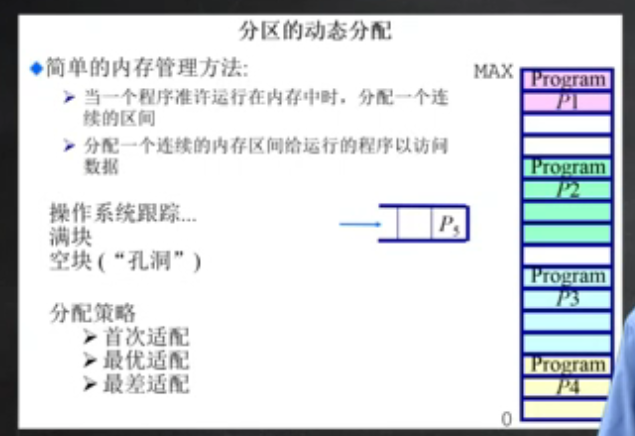 分区的动态分配
◆简单的内存管理方法:
➤ 当一个程序准许运行在内存中时，分配一个连
续的区间
➤ 分配一个连续的内存区间给运行的程序以访问
数据
操作系统跟踪...
满块
空块 (“孔洞”)
分配策略
➤首次适配
➤最优适配
➤最差适配
P5
MAX
Program
P1
Program
P2
Program
P3
Program
P4
0